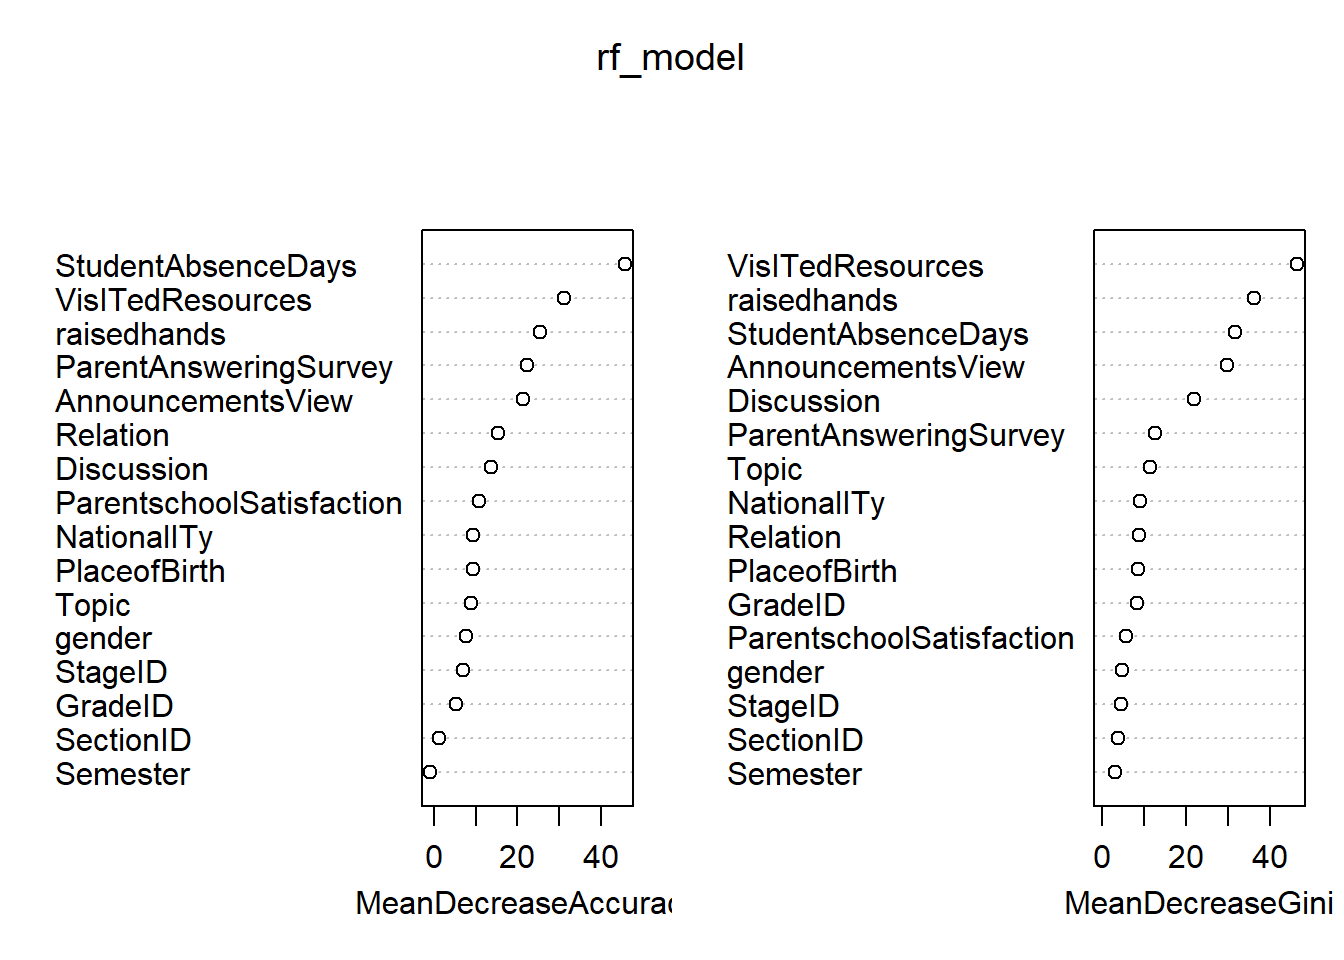 rf_model
StudentAbsenceDays
VisITedResources
raisedhands
ParentAnsweringSurvey
AnnouncementsView
Relation
Discussion
ParentschoolSatisfaction
NationalITy
PlaceofBirth
Topic
gender
StageID
GradeID
SectionID
Semester
0 20 40
MeanDecreaseAccurac
VisITedResources
raisedhands
StudentAbsenceDays
AnnouncementsView
Discussion
ParentAnsweringSurvey
Topic
NationalITy
Relation
PlaceofBirth
GradeID
ParentschoolSatisfaction
gender
StageID
SectionID
Semester
0 20 40
MeanDecreaseGini